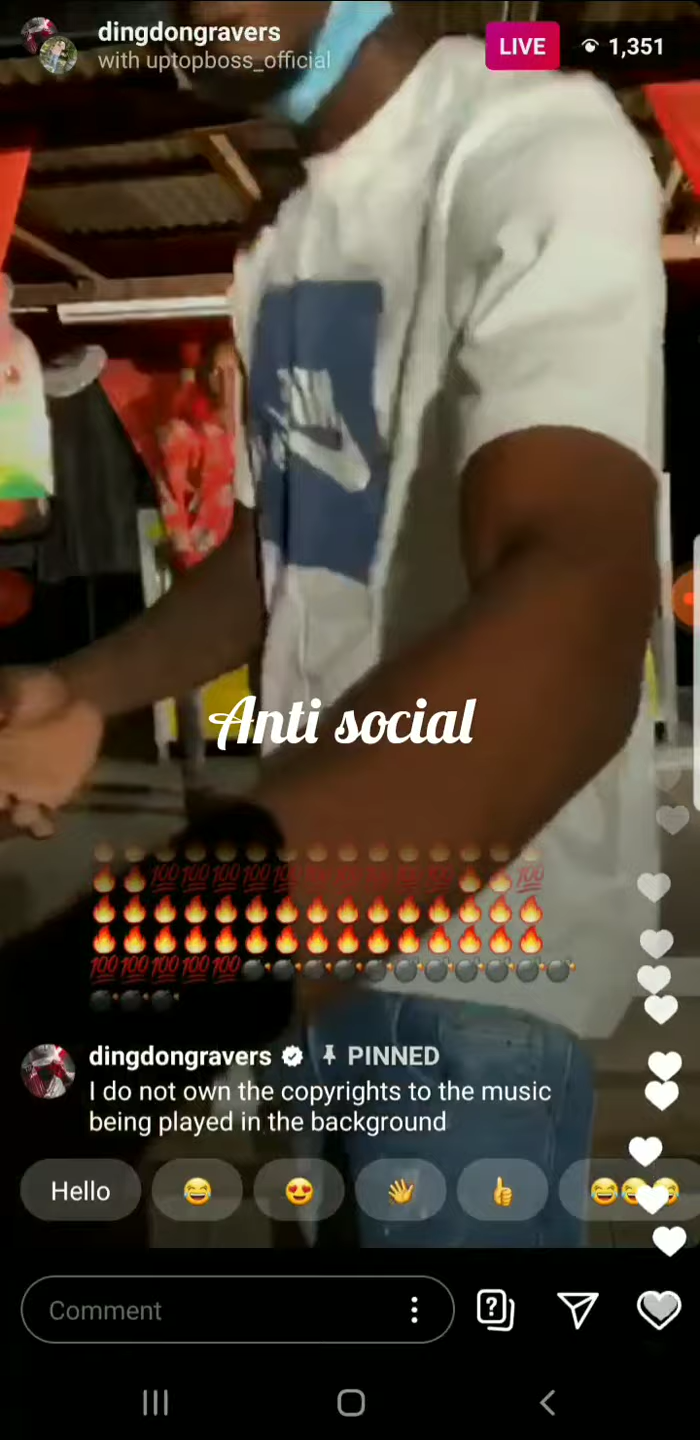 dingdongravers
with uptopboss_official
LIVE
1,351
Anti social
💯💯💯💯💯💣💣💣💣💣💣💣💣💣💣💣
💣💣💣
dingdongravers PINNED
I do not own the copyrights to the music
being played in the background
Hello
Comment